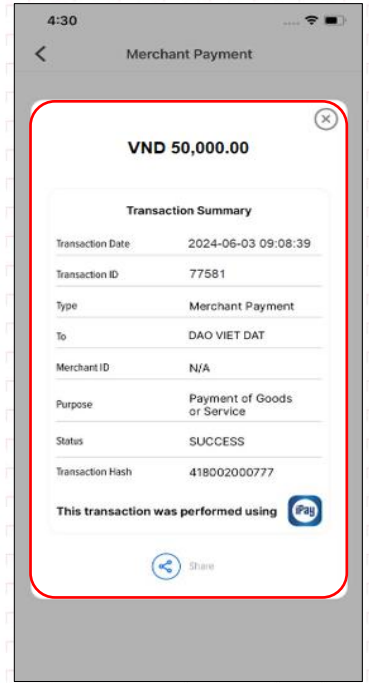 4:30
Merchant Payment
VND 50,000.00
Transaction Summary
Transaction Date 2024-06-03 09:08:39
Transaction ID 77581
Type Merchant Payment
To DAO VIET DAT
Merchant ID N/A
Purpose Payment of Goods
or Service
Status SUCCESS
Transaction Hash 418002000777
This transaction was performed using iPay
Share